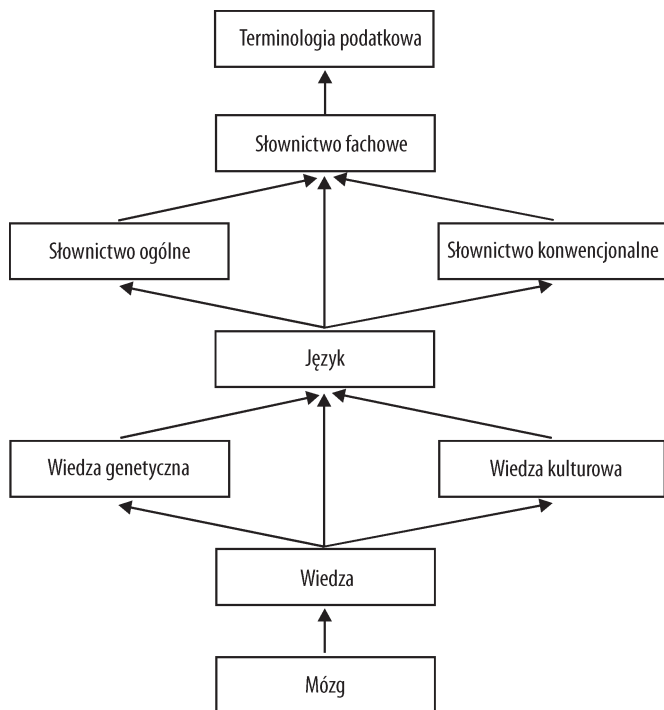 Terminologia podatkowa
Słownictwo fachowe
Słownictwo ogólne
Słownictwo konwencjonalne
Język
Wiedza genetyczna
Wiedza kulturowa
Wiedza
Mózg